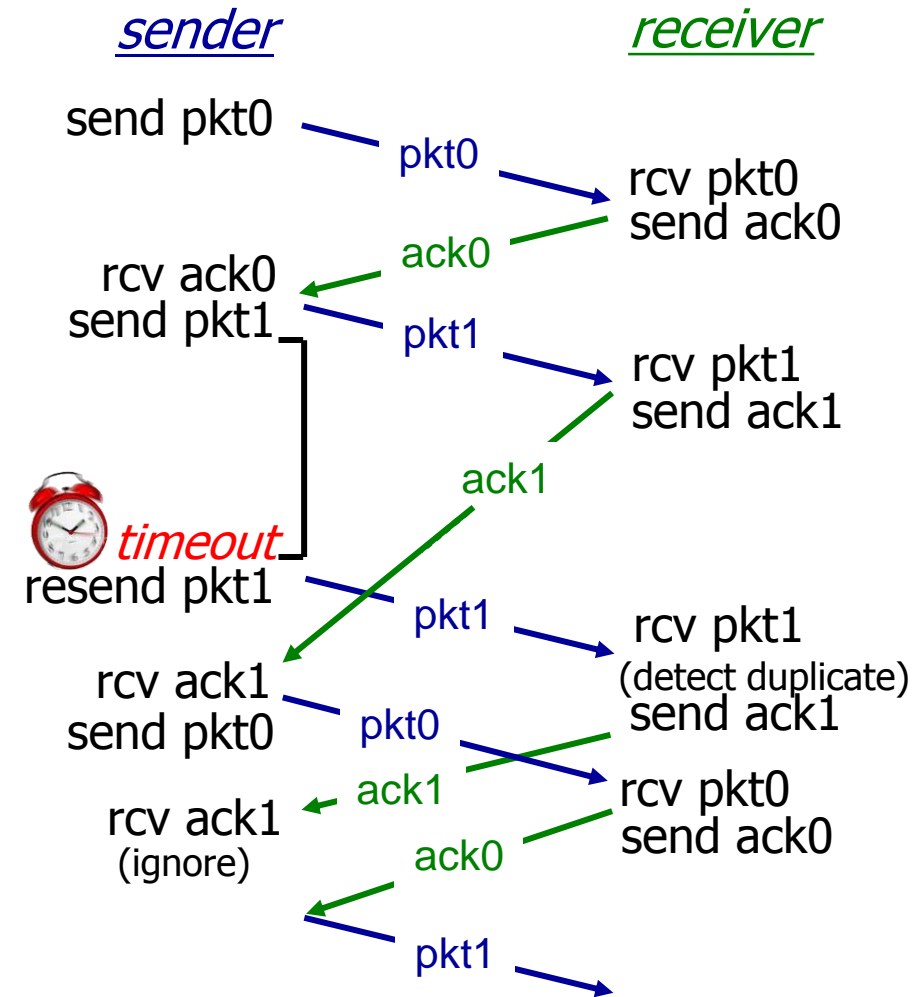 sender receiver
send pkt0
pkt0
rcv pkt0
send ack0
ack0
rcv ack0
send pkt1
pkt1
rcv pkt1
send ack1
ack1
timeout
resend pkt1
pkt1
rcv pkt1
(detect duplicate)
send ack1
rcv ack1
send pkt0
pkt0
ack1
rcv pkt0
send ack0
rcv ack1
(ignore)
ack0
pkt1